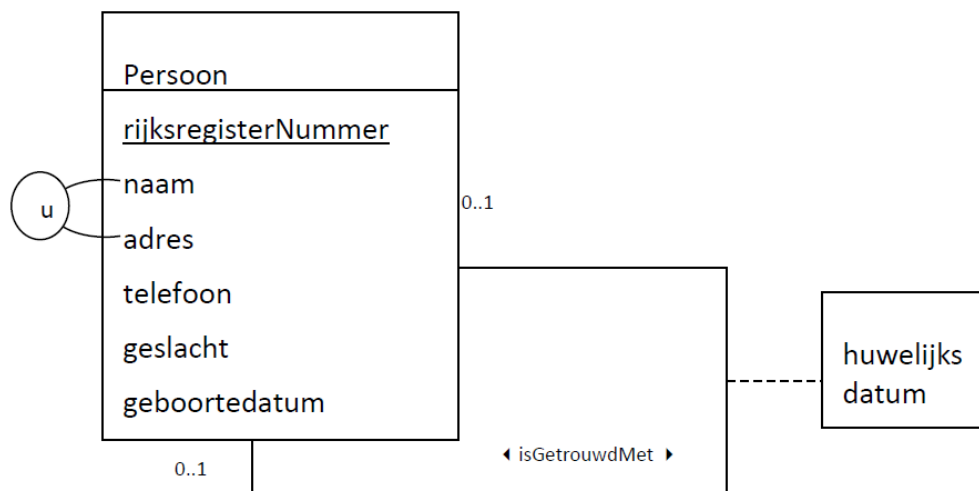 Persoon
rijksregisterNummer
naam
u
0..1
adres
telefoon
geslacht
huwelijks
datum
geboortedatum
0..1
isGetrouwdMet